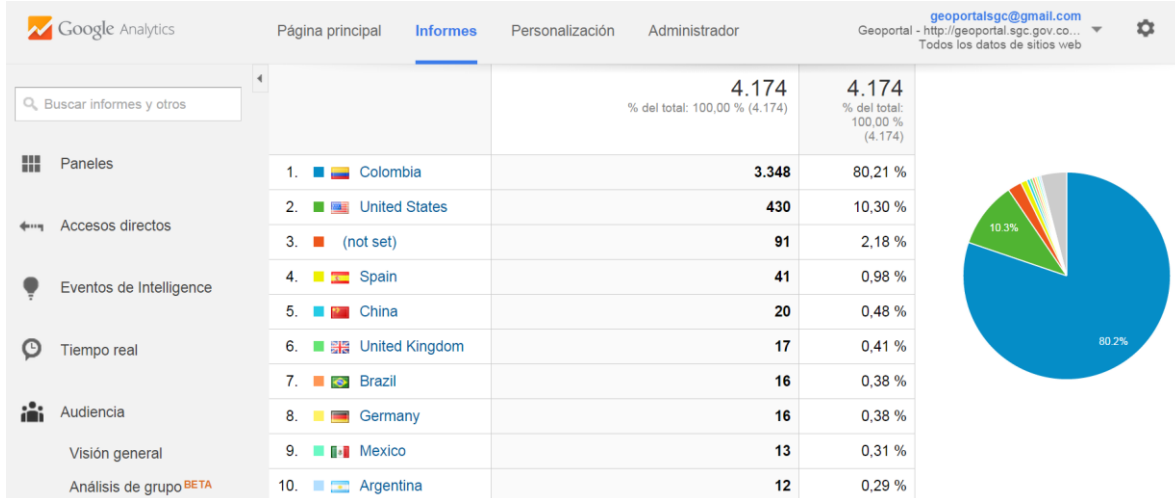 Google Analytics
Página principal
Informes
Personalización
Administrador
geoportalsgc@gmail.com
Geoportal - http://geoportal.sgc.gov.co...
Todos los datos de sitios web
Buscar informes y otros
Paneles
Accesos directos
Eventos de Intelligence
Tiempo real
Audiencia
Visión general
Análisis de grupo BETA
4.174
% del total: 100,00 % (4.174)
4.174
% del total:
100,00 %
(4.174)
1. Colombia 3.348 80,21 %
2. United States 430 10,30 %
3. (not set) 91 2,18 %
4. Spain 41 0,98 %
5. China 20 0,48 %
6. United Kingdom 17 0,41 %
7. Brazil 16 0,38 %
8. Germany 16 0,38 %
9. Mexico 13 0,31 %
10. Argentina 12 0,29 %
10.3%
80.2%